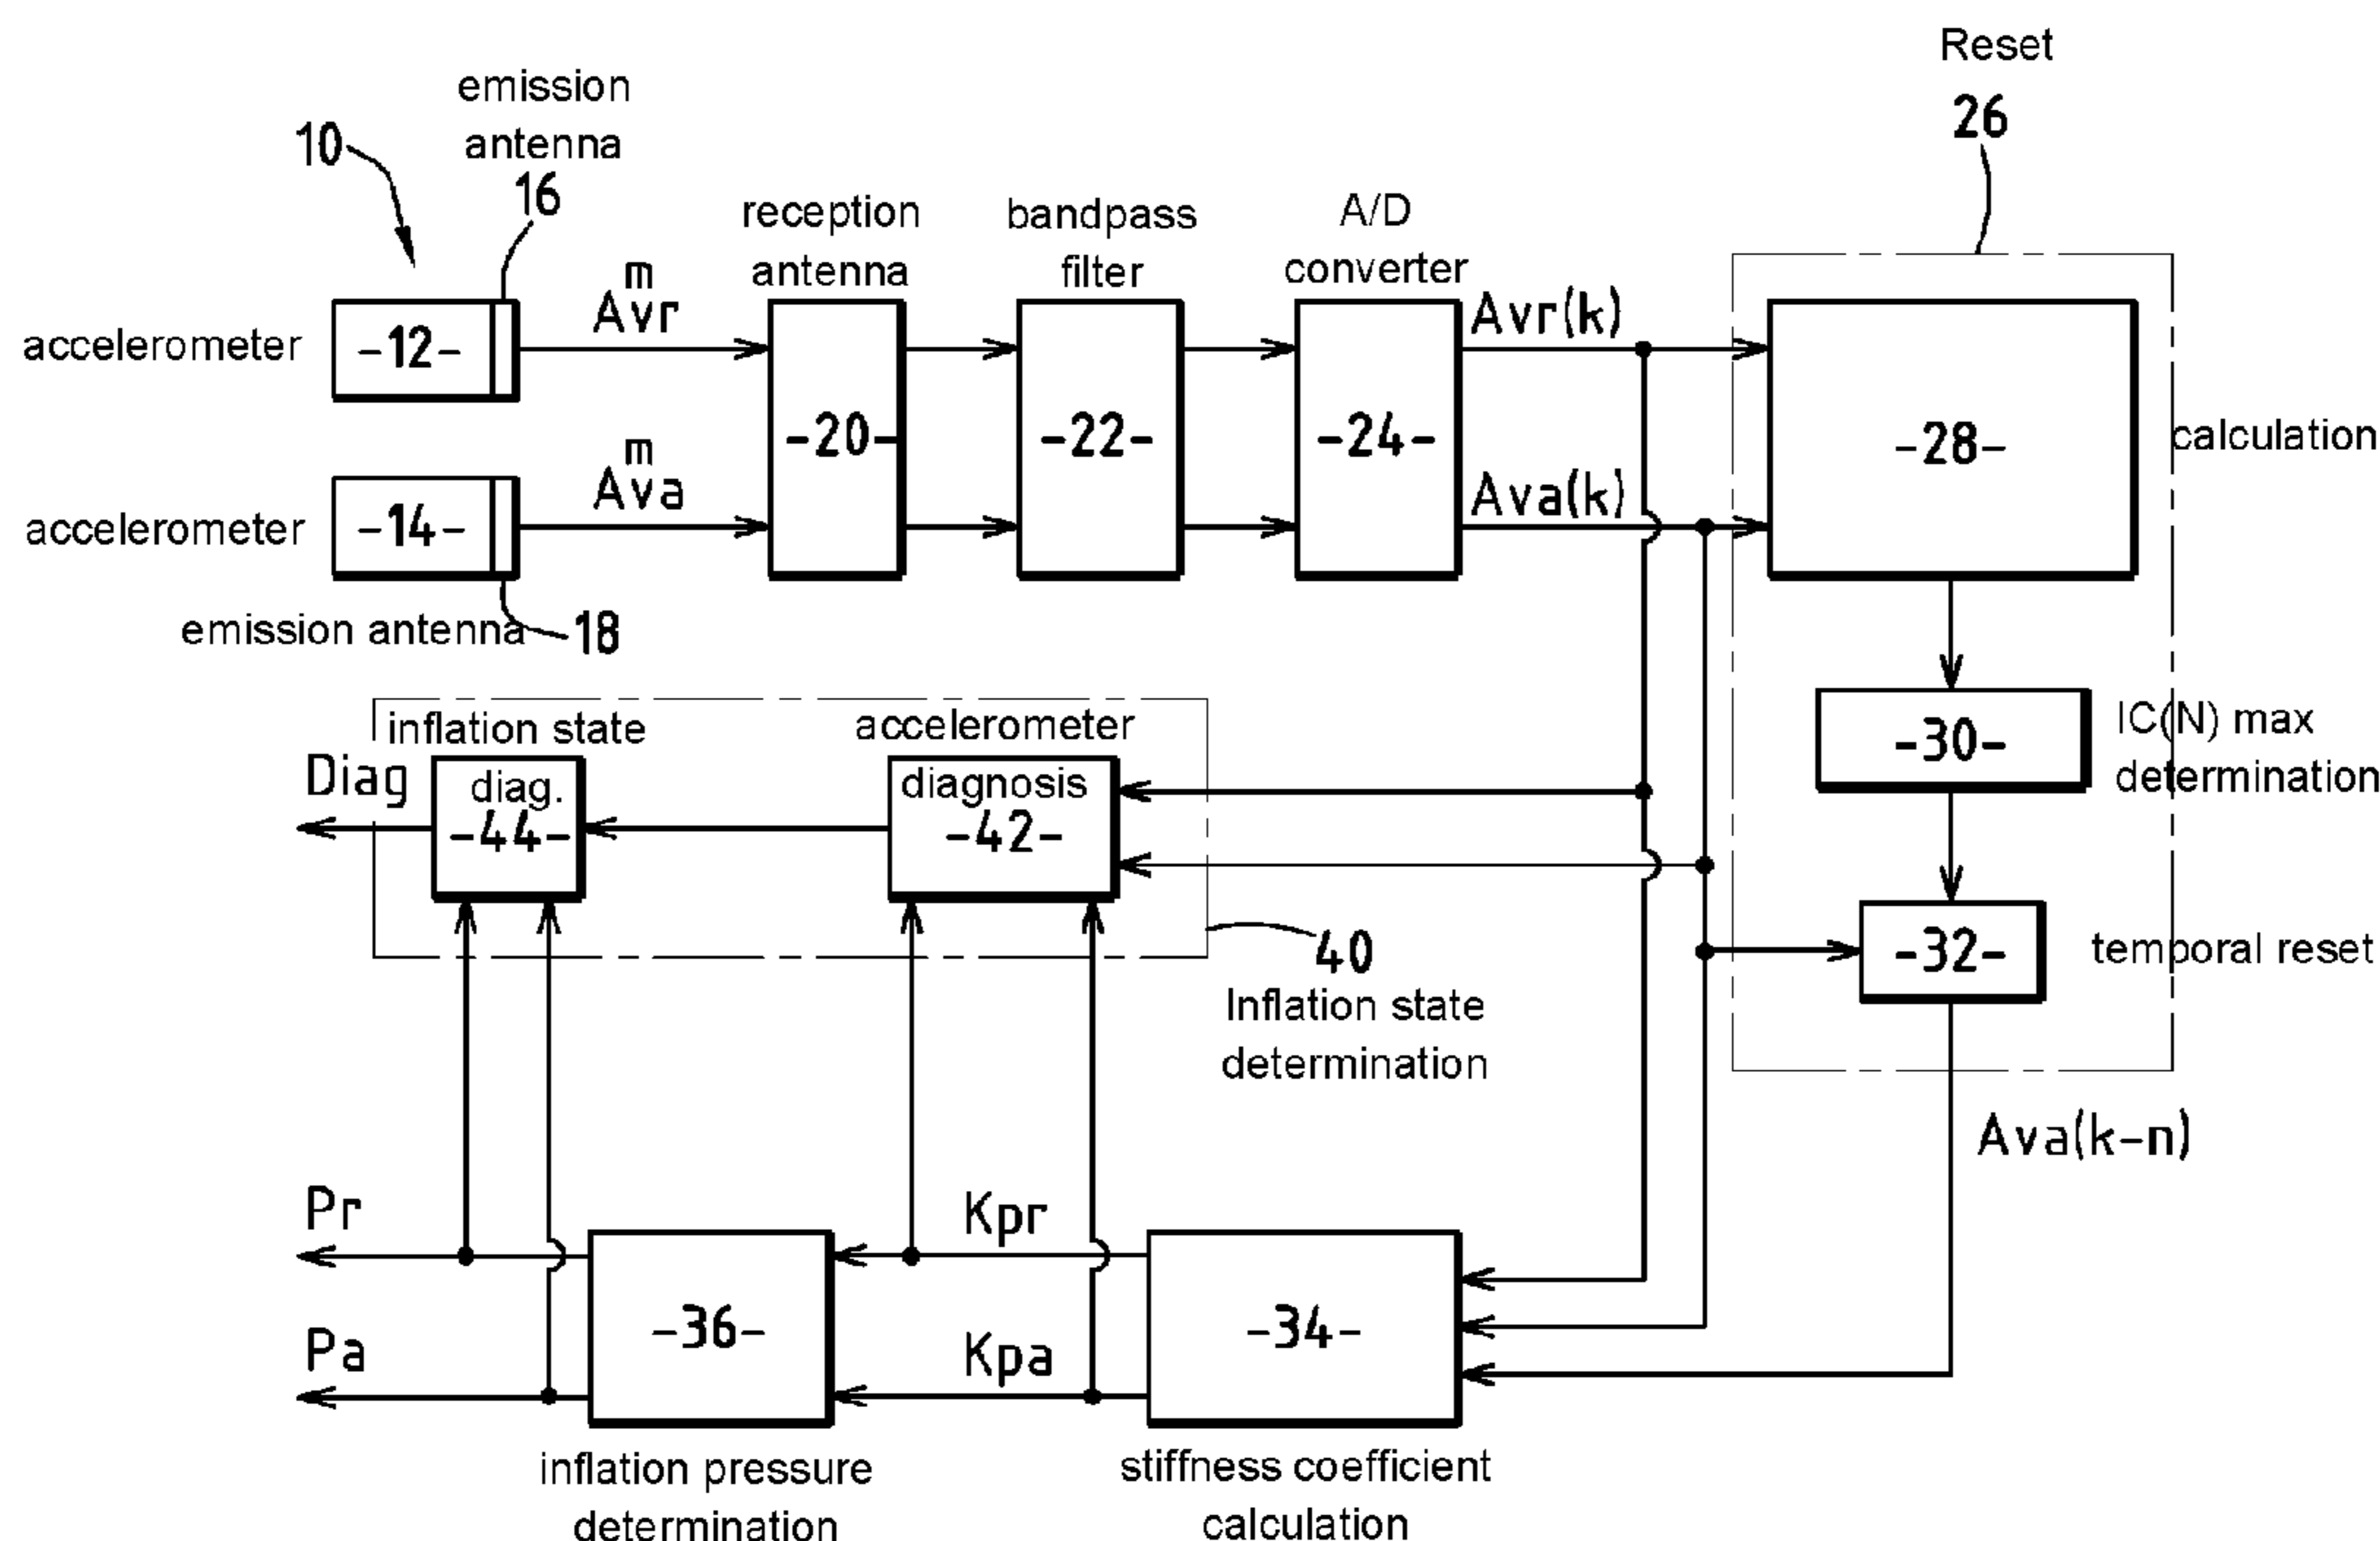 Reset
26
emission
antenna
16
10
reception
antenna
bandpass
filter
A/D
converter
accelerometer
-12-
m
Avr
-20-
-22-
-24-
Avr(k)
-28-
calculation
accelerometer
-14-
m
Ava
Ava(k)
emission antenna
18
-30-
IC(N) max
determination
inflation state
diag.
-44-
Diag
accelerometer
diagnosis
-42-
-32-
temporal reset
40
Inflation state
determination
Ava(k-n)
Pr
Kpr
-36-
-34-
Pa
Kpa
inflation pressure
determination
stiffness coefficient
calculation